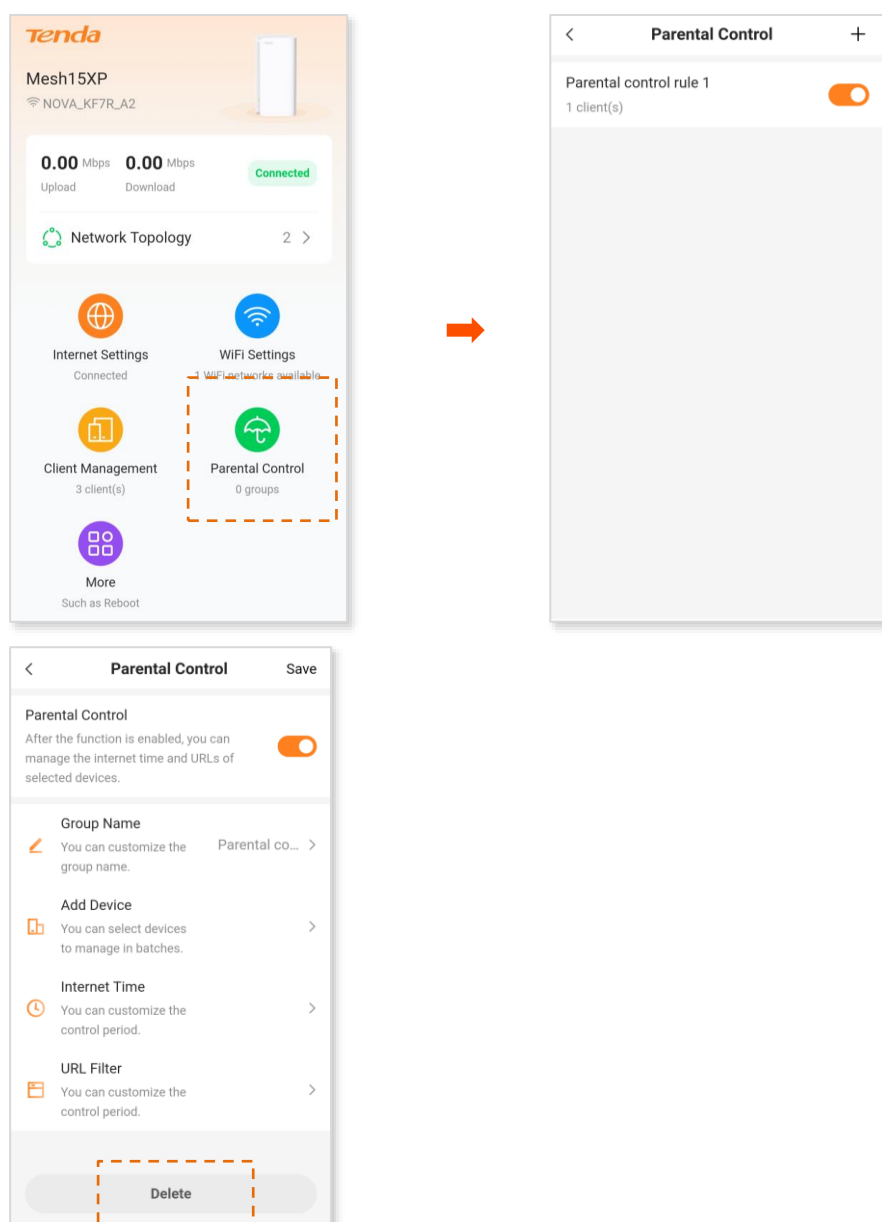 Tenda
Mesh15XP
NOVA_KF7R_A2
0.00 Mbps 0.00 Mbps
Upload Download
Connected
Network Topology 2
Internet Settings WiFi Settings
Connected 1 WiFi networks available
Client Management Parental Control
3 client(s) 0 groups
More
Such as Reboot
Parental Control +
Parental control rule 1
1 client(s)
Parental Control Save
Parental Control
After the function is enabled, you can
manage the internet time and URLs of
selected devices.
Group Name
You can customize the
group name.
Parental co...
Add Device
You can select devices
to manage in batches.
Internet Time
You can customize the
control period.
URL Filter
You can customize the
control period.
Delete